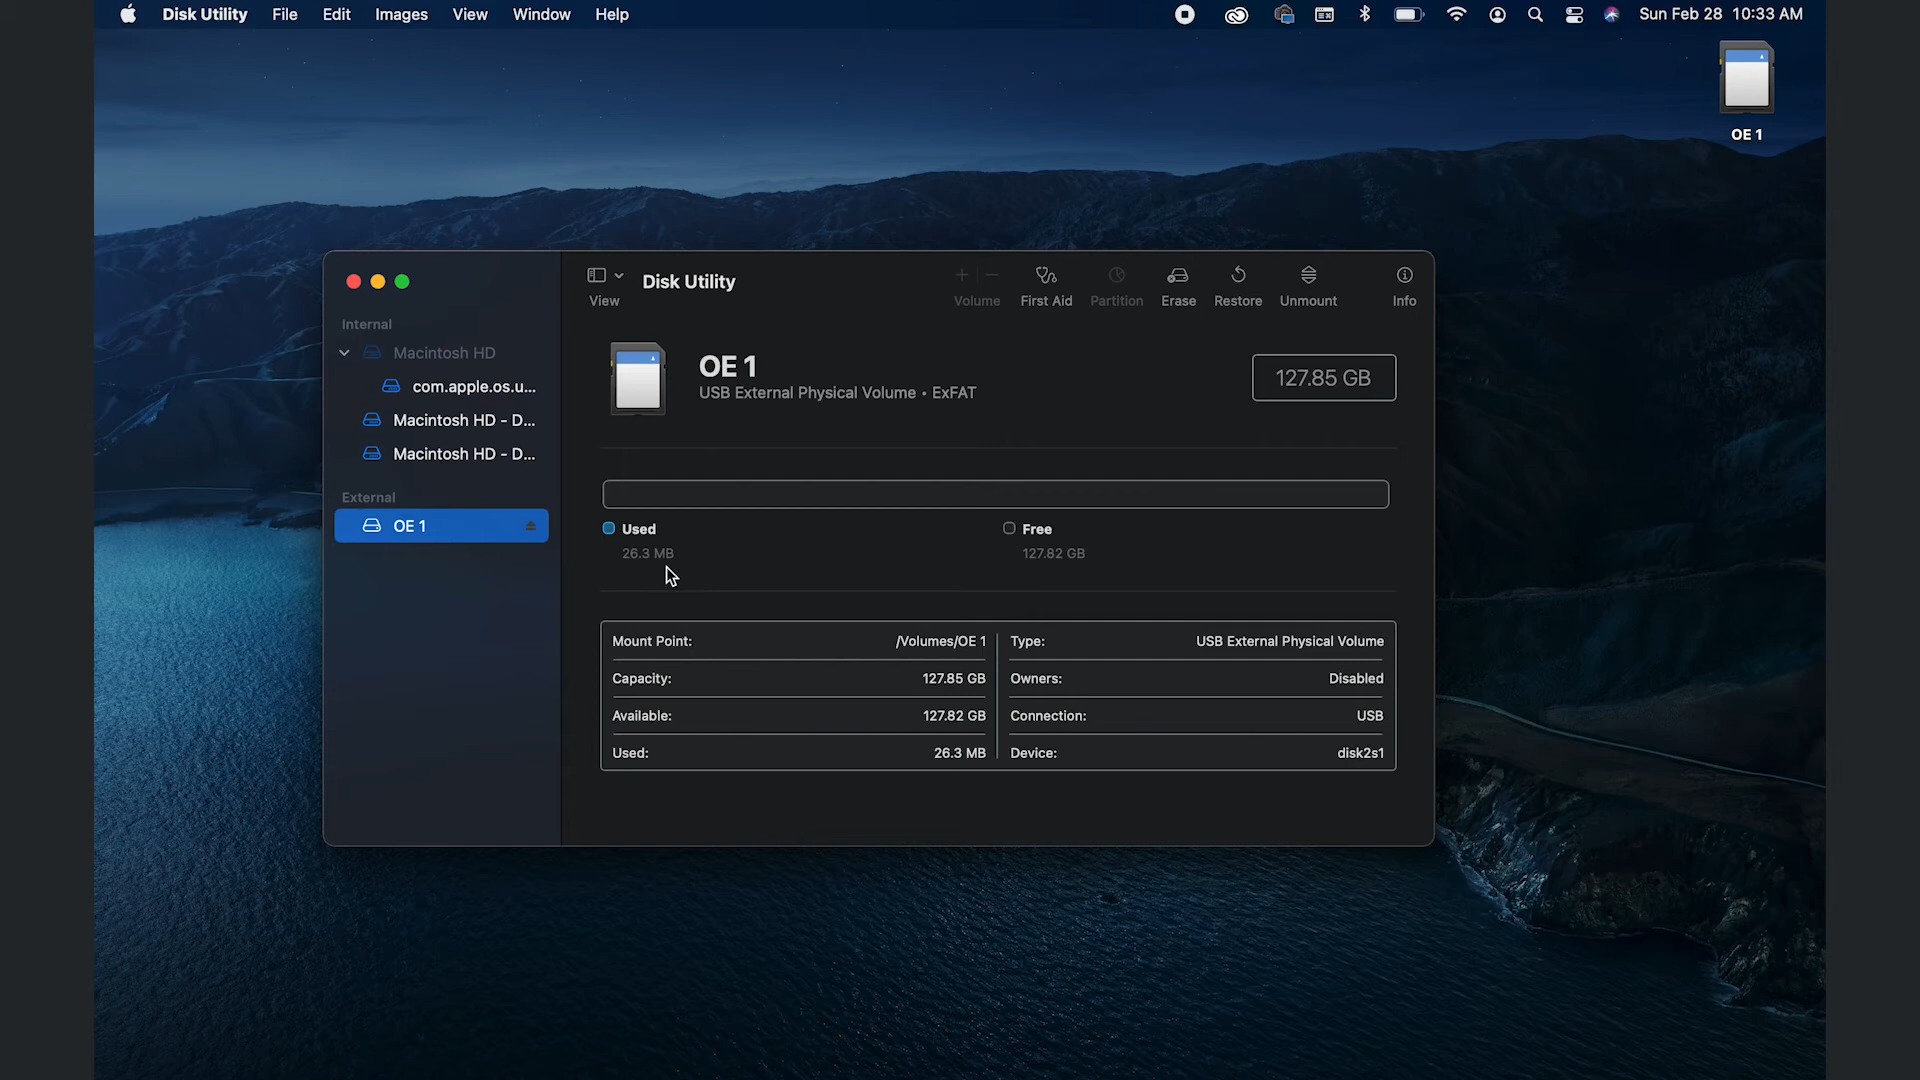 Disk Utility File Edit Images View Window Help Sun Feb 28 10:33 AM
OE 1
Disk Utility
View Volume First Aid Partition Erase Restore Unmount Info
Internal
Macintosh HD
com.apple.os.u...
Macintosh HD - D...
Macintosh HD - D...
External
OE 1
OE 1
USB External Physical Volume • ExFAT
127.85 GB
Used
26.3 MB
Free
127.82 GB
Mount Point: /Volumes/OE 1
Capacity: 127.85 GB
Available: 127.82 GB
Used: 26.3 MB
Type: USB External Physical Volume
Owners: Disabled
Connection: USB
Device: disk2s1